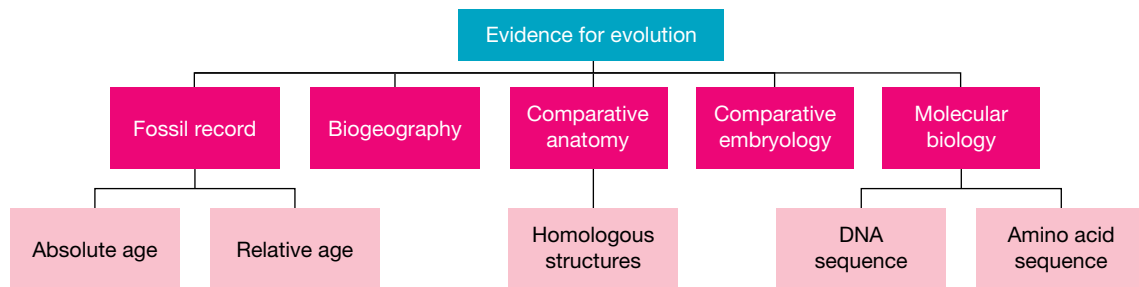 Evidence for evolution
Fossil record
Biogeography
Comparative
anatomy
Comparative
embryology
Molecular
biology
Absolute age
Relative age
Homologous
structures
DNA
sequence
Amino acid
sequence